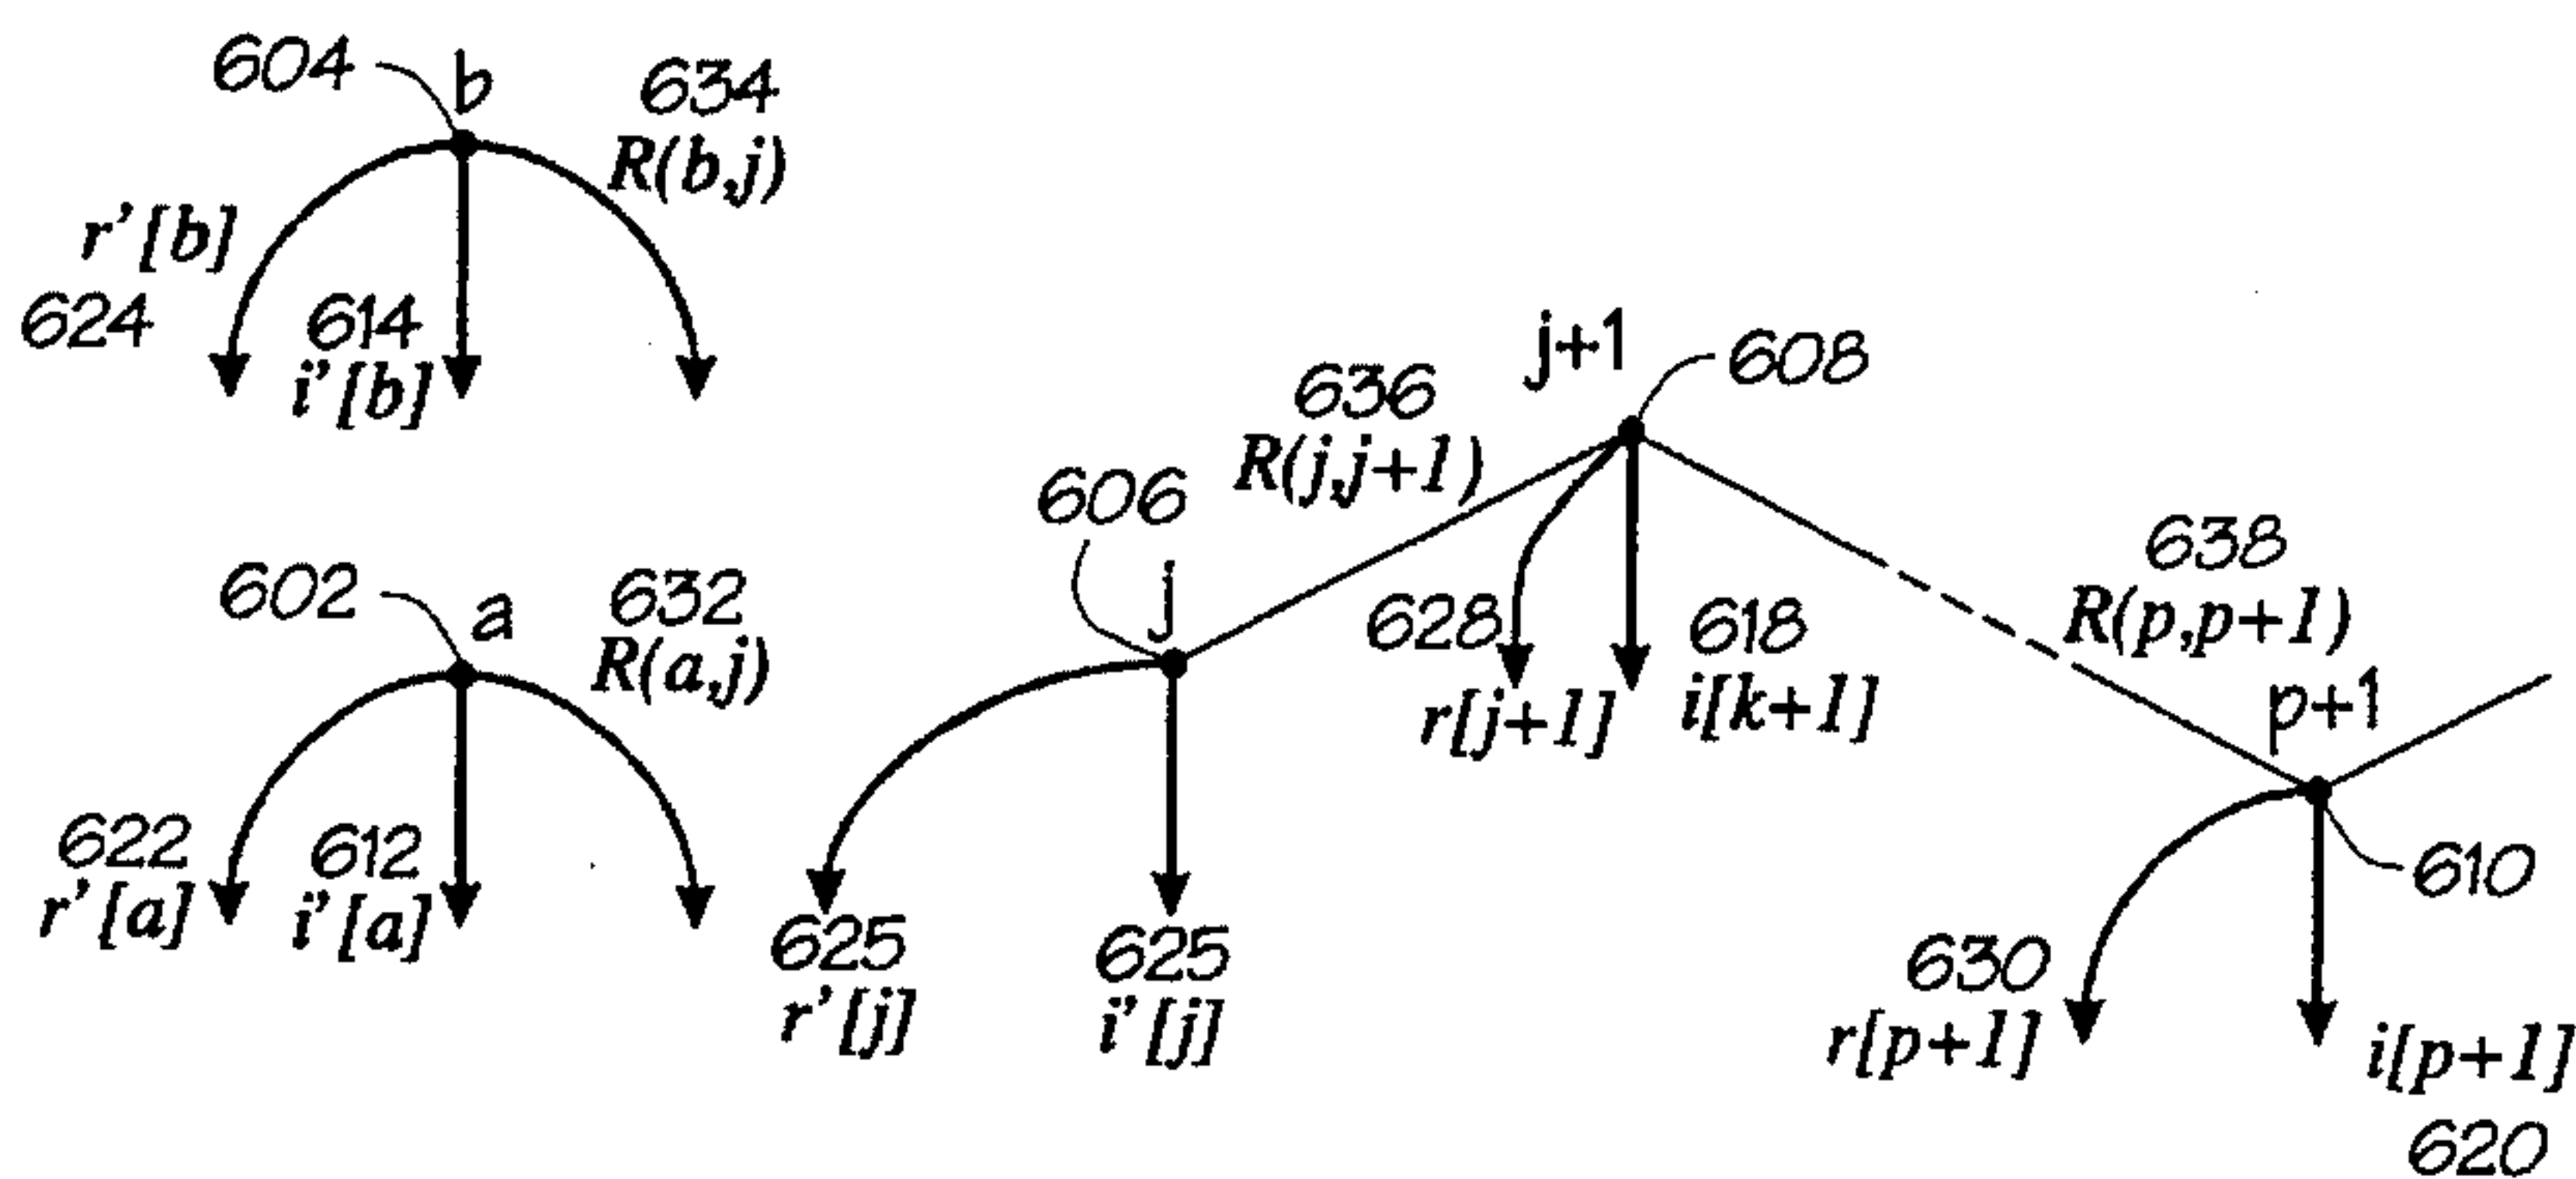 604
b
634
R(b,j)
r'[b]
624
614
i'[b]
j+1
608
636
R(j,j+1)
606
j
602
a
632
R(a,j)
628
r[j+1]
618
i[k+1]
638
R(p,p+1)
p+1
622
r'[a]
612
i'[a]
625
r'[j]
625
i'[j]
610
630
r[p+1]
i[p+1]
620